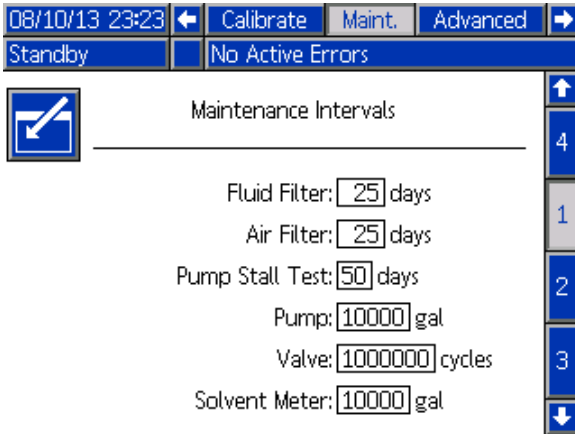 08/10/13 23:23 Calibrate Maint. Advanced
Standby No Active Errors
Maintenance Intervals
4
Fluid Filter: 25 days
1
Air Filter: 25 days
Pump Stall Test: 50 days
2
Pump: 10000 gal
Valve: 1000000 cycles
3
Solvent Meter: 10000 gal